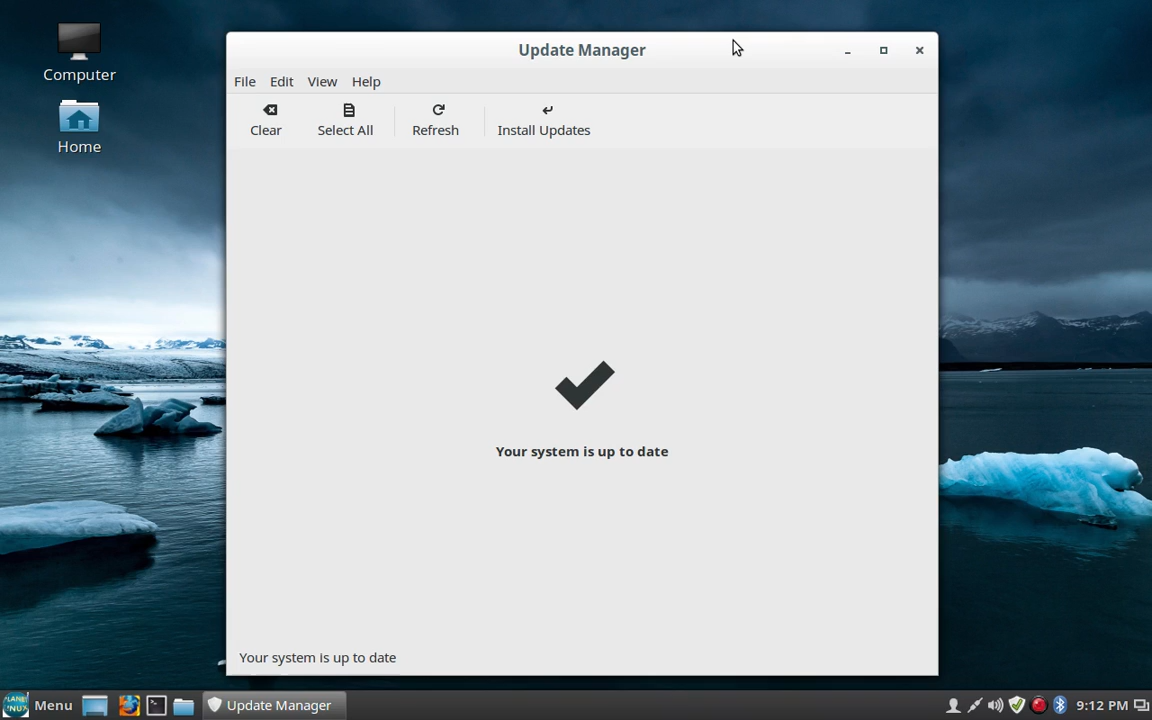 Computer
Home
Update Manager
File Edit View Help
Clear Select All Refresh Install Updates
Your system is up to date
Your system is up to date
Menu Update Manager 9:12 PM